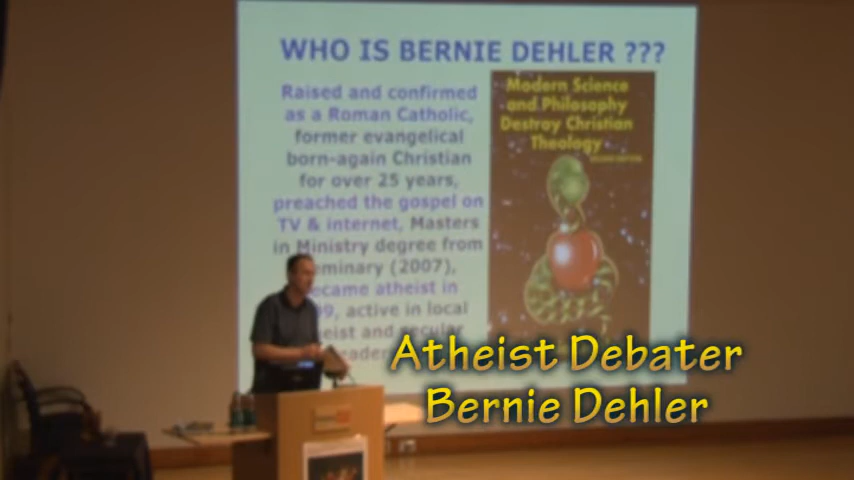 WHO IS BERNIE DEHLER ???
Raised and confirmed
as a Roman Catholic,
former evangelical
born-again Christian
for over 25 years,
preached the gospel on
TV & internet, Masters
in Ministry degree from
eminary (2007),
ecame atheist in
9, active in local
eist and secular
eader
Modern Science
and Philosophy
Destroy Christian
Theology
Atheist Debater
Bernie Dehler